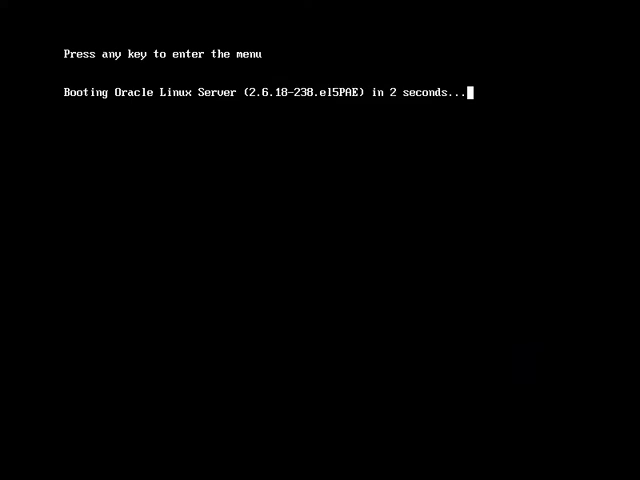 Press any key to enter the menu
Booting Oracle Linux Server (2.6.18-238.el5PAE) in 2 seconds...